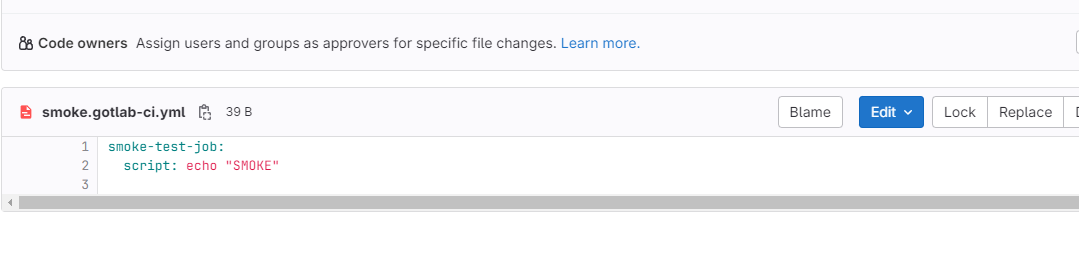 Code owners Assign users and groups as approvers for specific file changes. Learn more.
smoke.gotlab-ci.yml 39 B Blame Edit Lock Replace
1 smoke-test-job:
2 script: echo "SMOKE"
3